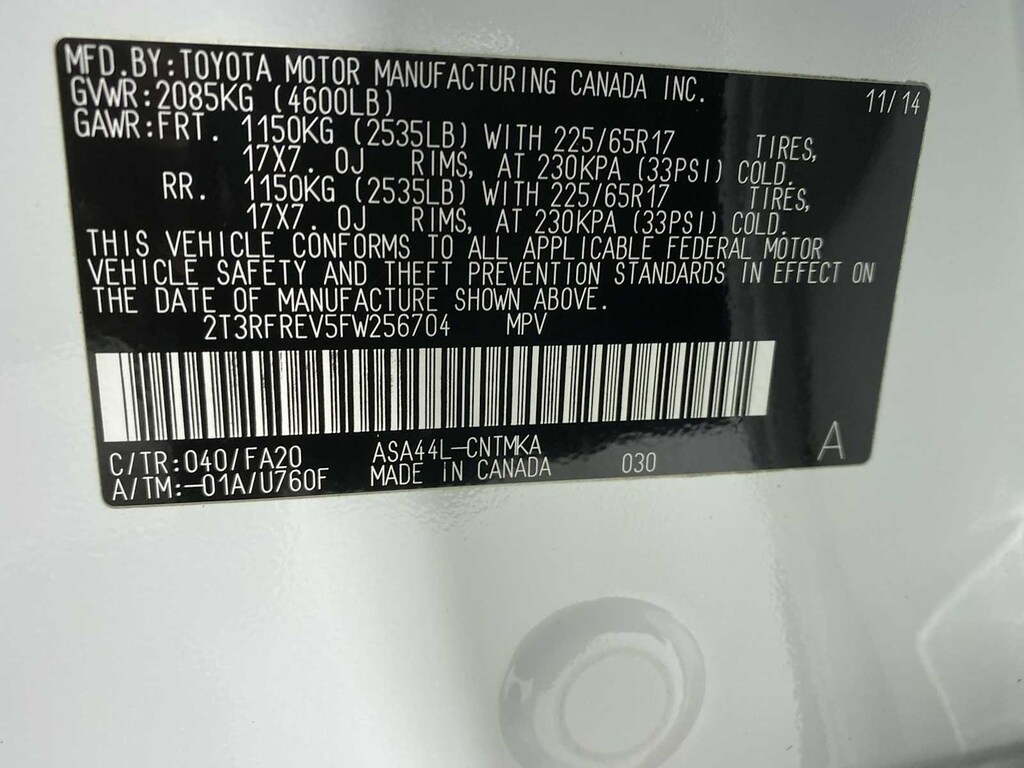 MFD.BY:TOYOTA MOTOR MANUFACTURING CANADA INC. 11/14
GVWR:2085KG (4600LB)
GAWR:FRT. 1150KG (2535LB) WITH 225/65R17 TIRES,
17X7.0J RIMS, AT 230KPA (33PSI) COLD.
RR. 1150KG (2535LB) WITH 225/65R17 TIRES,
17X7.0J RIMS, AT 230KPA (33PSI) COLD.
THIS VEHICLE CONFORMS TO ALL APPLICABLE FEDERAL MOTOR
VEHICLE SAFETY AND THEFT PREVENTION STANDARDS IN EFFECT ON
THE DATE OF MANUFACTURE SHOWN ABOVE.
2T3RFREV5FW256704 MPV
C/TR:040/FA20 ASA44L-CNTMKA A
A/TM:-01A/U760F MADE IN CANADA 030